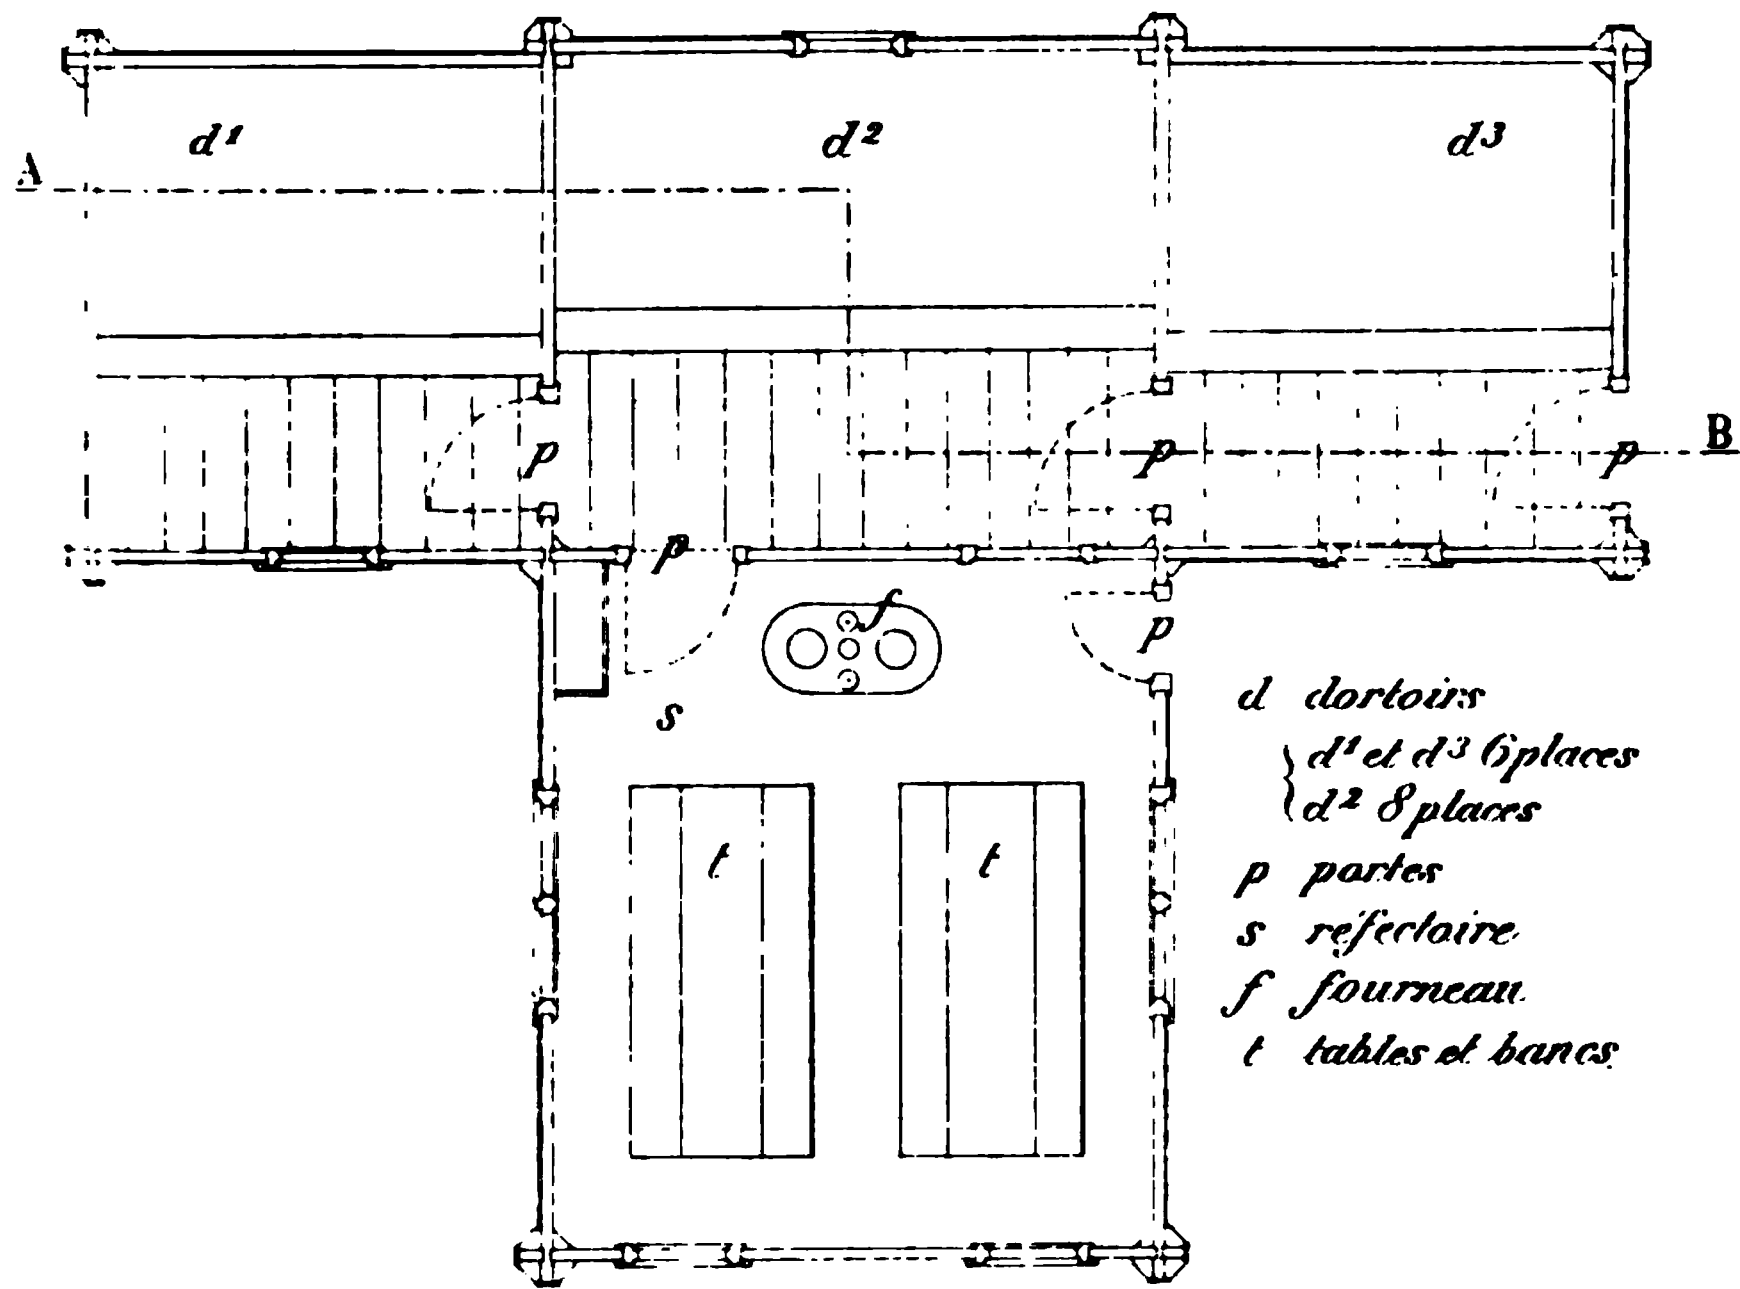 d¹ d² d³
A
p p p B
p
f
p
s
t t
d dortoirs
d¹ et d³ 6 places
d² 8 places
p portes
s réfectoire
f fourneau
t tables et bancs